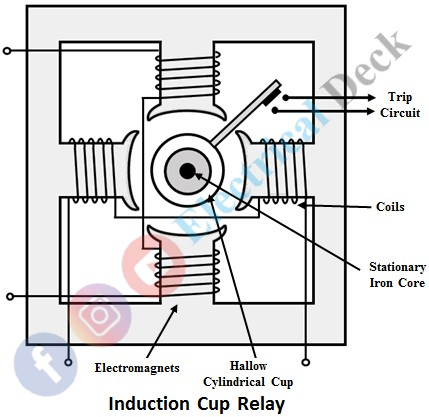 Electrical Deck
Trip
Circuit
Coils
Stationary
Iron Core
Electromagnets
Hallow
Cylindrical Cup
Induction Cup Relay